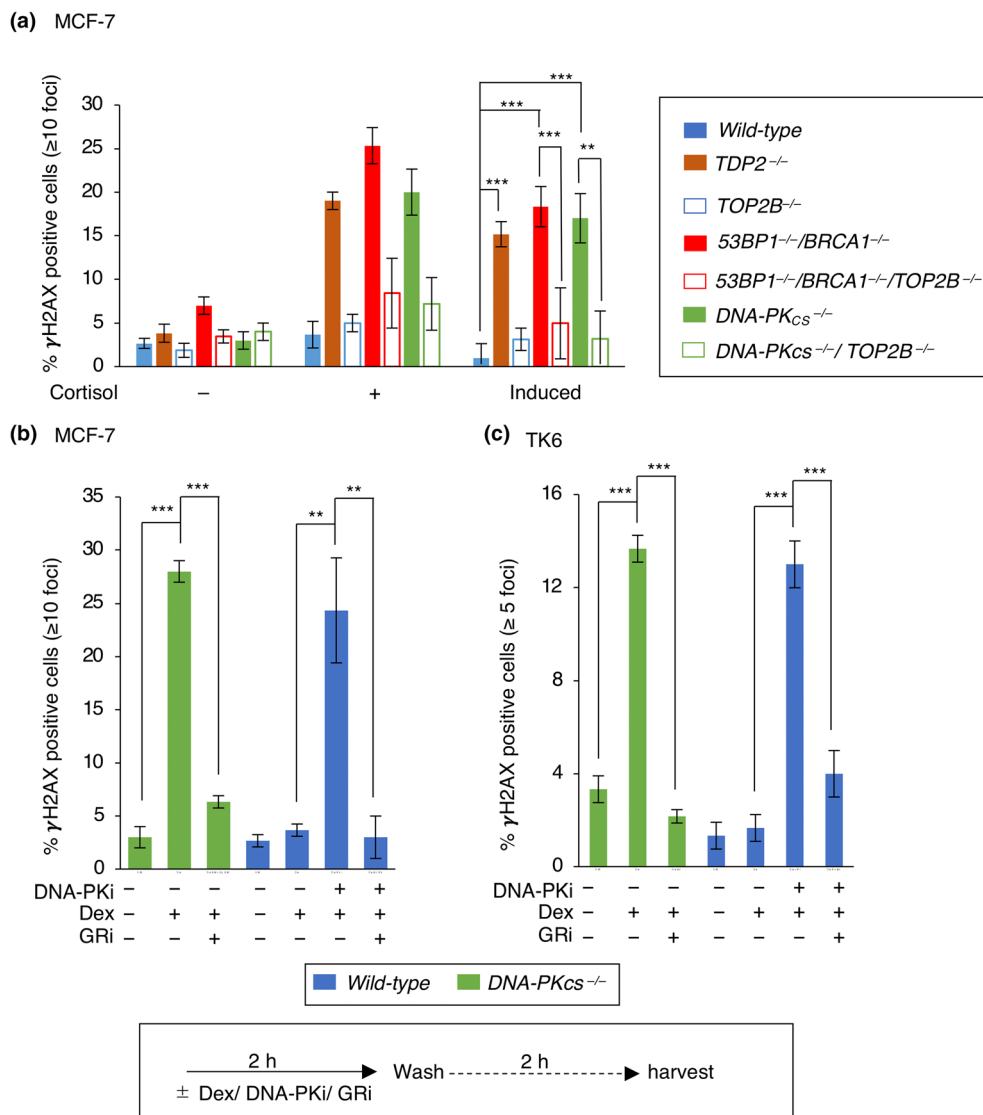 (a) MCF-7
% γH2AX positive cells (≥10 foci)
30
25
20
15
10
5
0
***
***
***
***
**
Cortisol – + Induced
Wild-type
TDP2−/−
TOP2B−/−
53BP1−/−/BRCA1−/−
53BP1−/−/BRCA1−/−/TOP2B−/−
DNA-PKCS−/−
DNA-PKcs−/−/ TOP2B−/−
(b) MCF-7
% γH2AX positive cells (≥10 foci)
35
30
25
20
15
10
5
0
***
***
**
**
DNA-PKi – – – – – + +
Dex – + + – + + +
GRi – – + – – – +
(c) TK6
% γH2AX positive cells (≥ 5 foci)
16
12
8
4
0
***
***
***
***
DNA-PKi – – – – – + +
Dex – + + – + + +
GRi – – + – – – +
Wild-type DNA-PKcs−/−
2 h 2 h
Wash harvest
± Dex/ DNA-PKi/ GRi